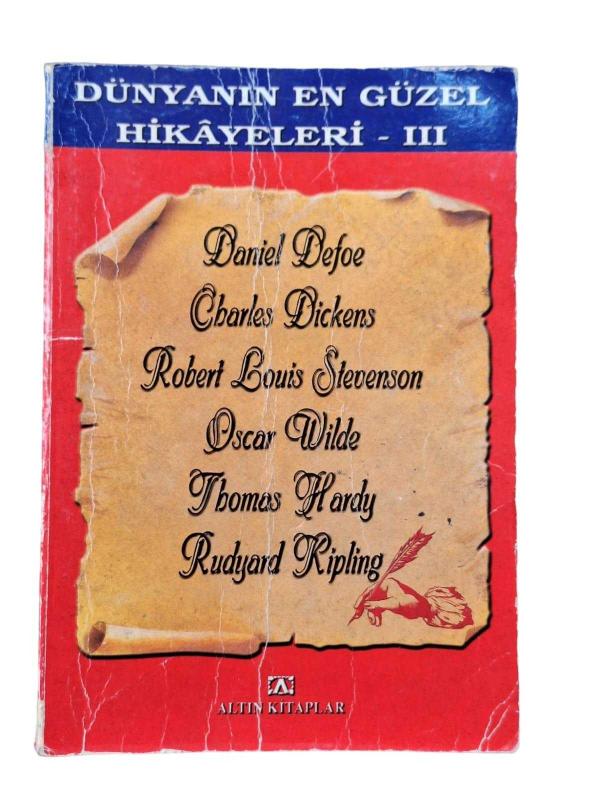 DÜNYANIN EN GÜZEL
HİKÂYELERİ - III
Daniel Defoe
Charles Dickens
Robert Louis Stevenson
Oscar Wilde
Thomas Hardy
Rudyard Kipling
ALTIN KİTAPLAR